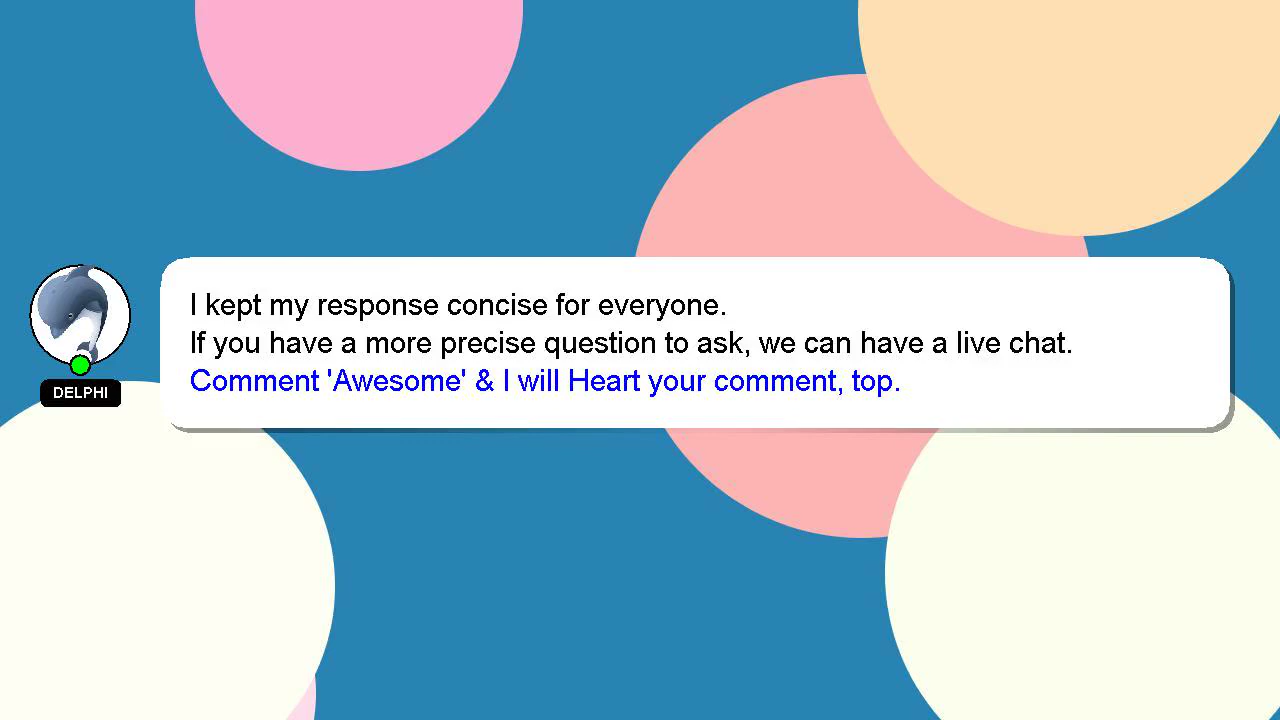 I kept my response concise for everyone.
If you have a more precise question to ask, we can have a live chat.
Comment 'Awesome' & I will Heart your comment, top.
DELPHI